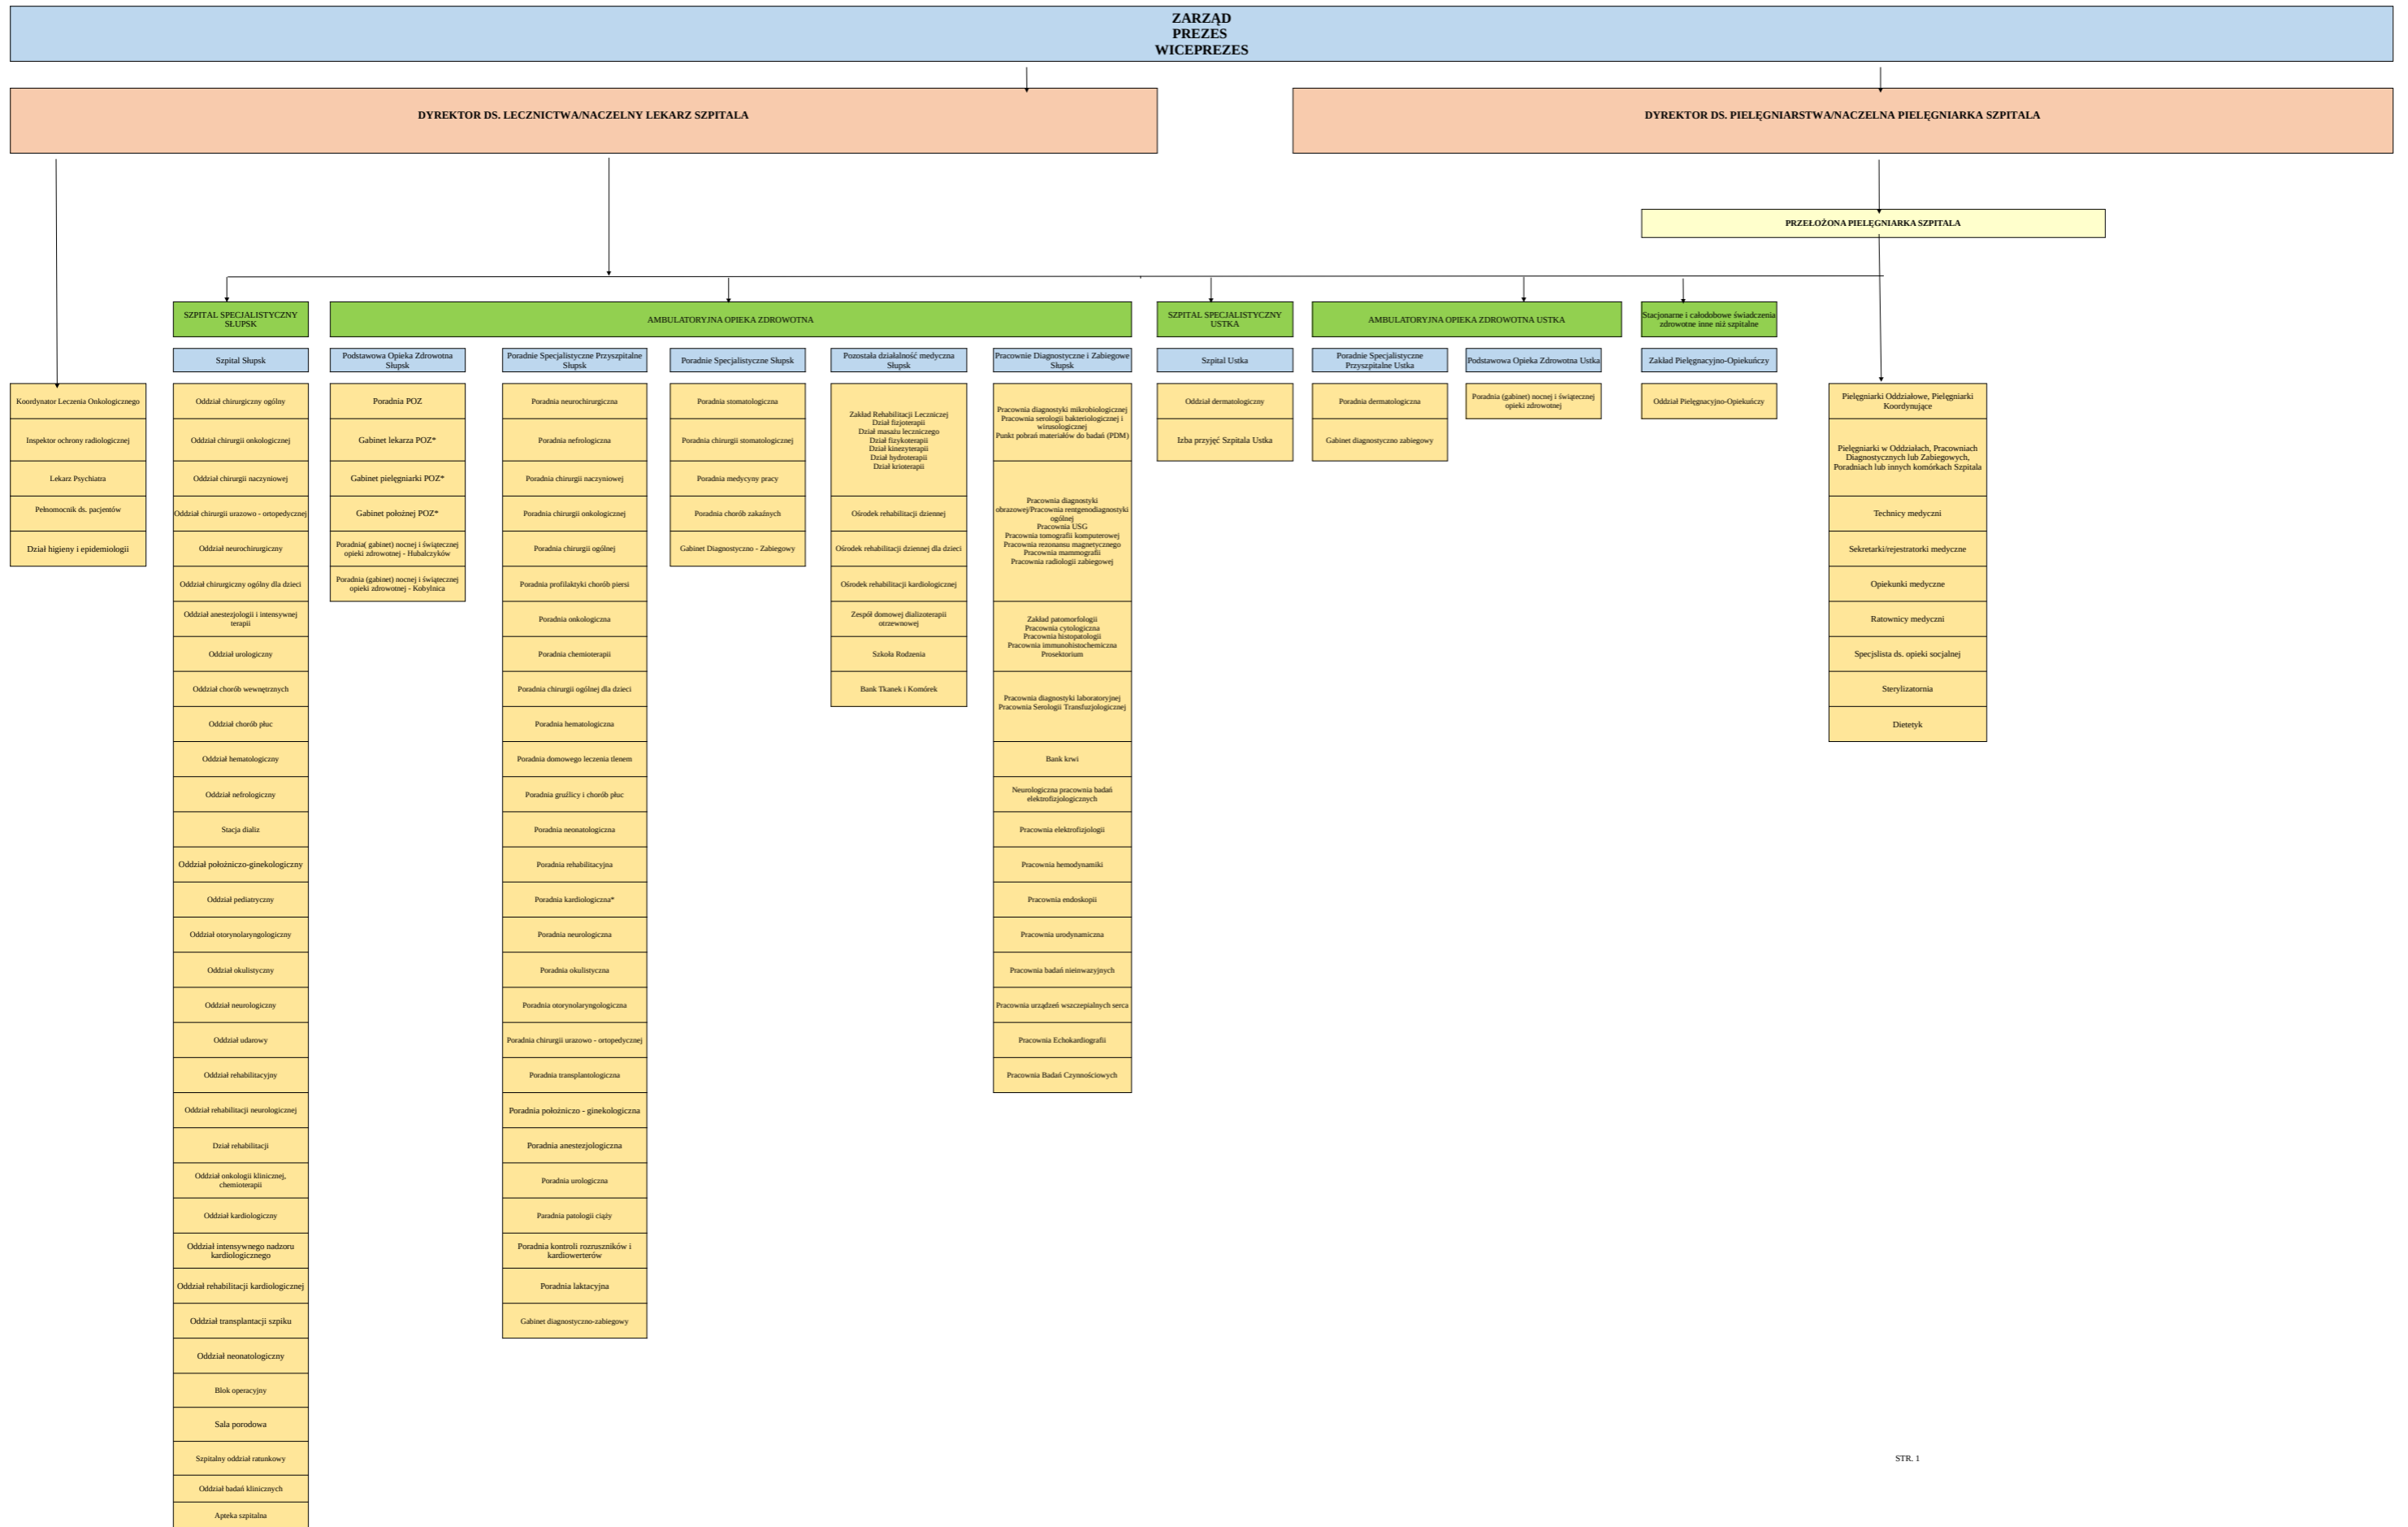 ZARZĄD
PREZES
WICEPREZES
DYREKTOR DS. LECZNICTWA/NACZELNY LEKARZ SZPITALA
DYREKTOR DS. PIELĘGNIARSTWA/NACZELNA PIELĘGNIARKA SZPITALA
PRZEŁOŻONA PIELĘGNIARKA SZPITALA
Koordynator Leczenia Onkologicznego
Inspektor ochrony radiologicznej
Lekarz Psychiatra
Pełnomocnik ds. pacjentów
Dział higieny i epidemiologii
SZPITAL SPECJALISTYCZNY
SŁUPSK
Szpital Słupsk
Oddział chirurgiczny ogólny
Oddział chirurgii onkologicznej
Oddział chirurgii naczyniowej
Oddział chirurgii urazowo - ortopedycznej
Oddział neurochirurgiczny
Oddział chirurgiczny ogólny dla dzieci
Oddział anestezjologii i intensywnej
terapii
Oddział urologiczny
Oddział chorób wewnętrznych
Oddział chorób płuc
Oddział hematologiczny
Oddział nefrologiczny
Stacja dializ
Oddział położniczo-ginekologiczny
Oddział pediatryczny
Oddział otorynolaryngologiczny
Oddział okulistyczny
Oddział neurologiczny
Oddział udarowy
Oddział rehabilitacyjny
Oddział rehabilitacji neurologicznej
Dział rehabilitacji
Oddział onkologii klinicznej,
chemioterapii
Oddział kardiologiczny
Oddział intensywnego nadzoru
kardiologicznego
Oddział rehabilitacji kardiologicznej
Oddział transplantacji szpiku
Oddział neonatologiczny
Blok operacyjny
Sala porodowa
Szpitalny oddział ratunkowy
Oddział badań klinicznych
Apteka szpitalna
AMBULATORYJNA OPIEKA ZDROWOTNA
Podstawowa Opieka Zdrowotna
Słupsk
Poradnia POZ
Gabinet lekarza POZ*
Gabinet pielęgniarki POZ*
Gabinet położnej POZ*
Poradnia( gabinet) nocnej i świątecznej
opieki zdrowotnej - Hubalczyków
Poradnia (gabinet) nocnej i świątecznej
opieki zdrowotnej - Kobylnica
Poradnie Specjalistyczne Przyszpitalne
Słupsk
Poradnia neurochirurgiczna
Poradnia nefrologiczna
Poradnia chirurgii naczyniowej
Poradnia chirurgii onkologicznej
Poradnia chirurgii ogólnej
Poradnia profilaktyki chorób piersi
Poradnia onkologiczna
Poradnia chemioterapii
Poradnia chirurgii ogólnej dla dzieci
Poradnia hematologiczna
Poradnia domowego leczenia tlenem
Poradnia gruźlicy i chorób płuc
Poradnia neonatologiczna
Poradnia rehabilitacyjna
Poradnia kardiologiczna*
Poradnia neurologiczna
Poradnia okulistyczna
Poradnia otorynolaryngologiczna
Poradnia chirurgii urazowo - ortopedycznej
Poradnia transplantologiczna
Poradnia położniczo - ginekologiczna
Poradnia anestezjologiczna
Poradnia urologiczna
Paradnia patologii ciąży
Poradnia kontroli rozruszników i
kardiowerterów
Poradnia laktacyjna
Gabinet diagnostyczno-zabiegowy
Poradnie Specjalistyczne Słupsk
Poradnia stomatologiczna
Poradnia chirurgii stomatologicznej
Poradnia medycyny pracy
Poradnia chorób zakaźnych
Gabinet Diagnostyczno - Zabiegowy
Pozostała działalność medyczna
Słupsk
Zakład Rehabilitacji Leczniczej
Dział fizjoterapii
Dział masażu leczniczego
Dział fizykoterapii
Dział kinezyterapii
Dział hydroterapii
Dział krioterapii
Ośrodek rehabilitacji dziennej
Ośrodek rehabilitacji dziennej dla dzieci
Ośrodek rehabilitacji kardiologicznej
Zespół domowej dializoterapii
otrzewnowej
Szkoła Rodzenia
Bank Tkanek i Komórek
Pracownie Diagnostyczne i Zabiegowe
Słupsk
Pracownia diagnostyki mikrobiologicznej
Pracownia serologii bakteriologicznej i
wirusologicznej
Punkt pobrań materiałów do badań (PDM)
Pracownia diagnostyki
obrazowej/Pracownia rentgenodiagnostyki
ogólnej
Pracownia USG
Pracownia tomografii komputerowej
Pracownia rezonansu magnetycznego
Pracownia mammografii
Pracownia radiologii zabiegowej
Zakład patomorfologii
Pracownia cytologiczna
Pracownia histopatologii
Pracownia immunohistochemiczna
Prosektorium
Pracownia diagnostyki laboratoryjnej
Pracownia Serologii Transfuzjologicznej
Bank krwi
Neurologiczna pracownia badań
elektrofizjologicznych
Pracownia elektrofizjologii
Pracownia hemodynamiki
Pracownia endoskopii
Pracownia urodynamiczna
Pracownia badań nieinwazyjnych
Pracownia urządzeń wszczepialnych serca
Pracownia Echokardiografii
Pracownia Badań Czynnościowych
SZPITAL SPECJALISTYCZNY
USTKA
Szpital Ustka
Oddział dermatologiczny
Izba przyjęć Szpitala Ustka
AMBULATORYJNA OPIEKA ZDROWOTNA USTKA
Poradnie Specjalistyczne
Przyszpitalne Ustka
Poradnia dermatologiczna
Gabinet diagnostyczno zabiegowy
Podstawowa Opieka Zdrowotna Ustka
Poradnia (gabinet) nocnej i świątecznej
opieki zdrowotnej
Stacjonarne i całodobowe świadczenia
zdrowotne inne niż szpitalne
Zakład Pielęgnacyjno-Opiekuńczy
Oddział Pielęgnacyjno-Opiekuńczy
Pielęgniarki Oddziałowe, Pielęgniarki
Koordynujące
Pielęgniarki w Oddziałach, Pracowniach
Diagnostycznych lub Zabiegowych,
Poradniach lub innych komórkach Szpitala
Technicy medyczni
Sekretarki/rejestratorki medyczne
Opiekunki medyczne
Ratownicy medyczni
Specjslista ds. opieki socjalnej
Sterylizatornia
Dietetyk
STR. 1